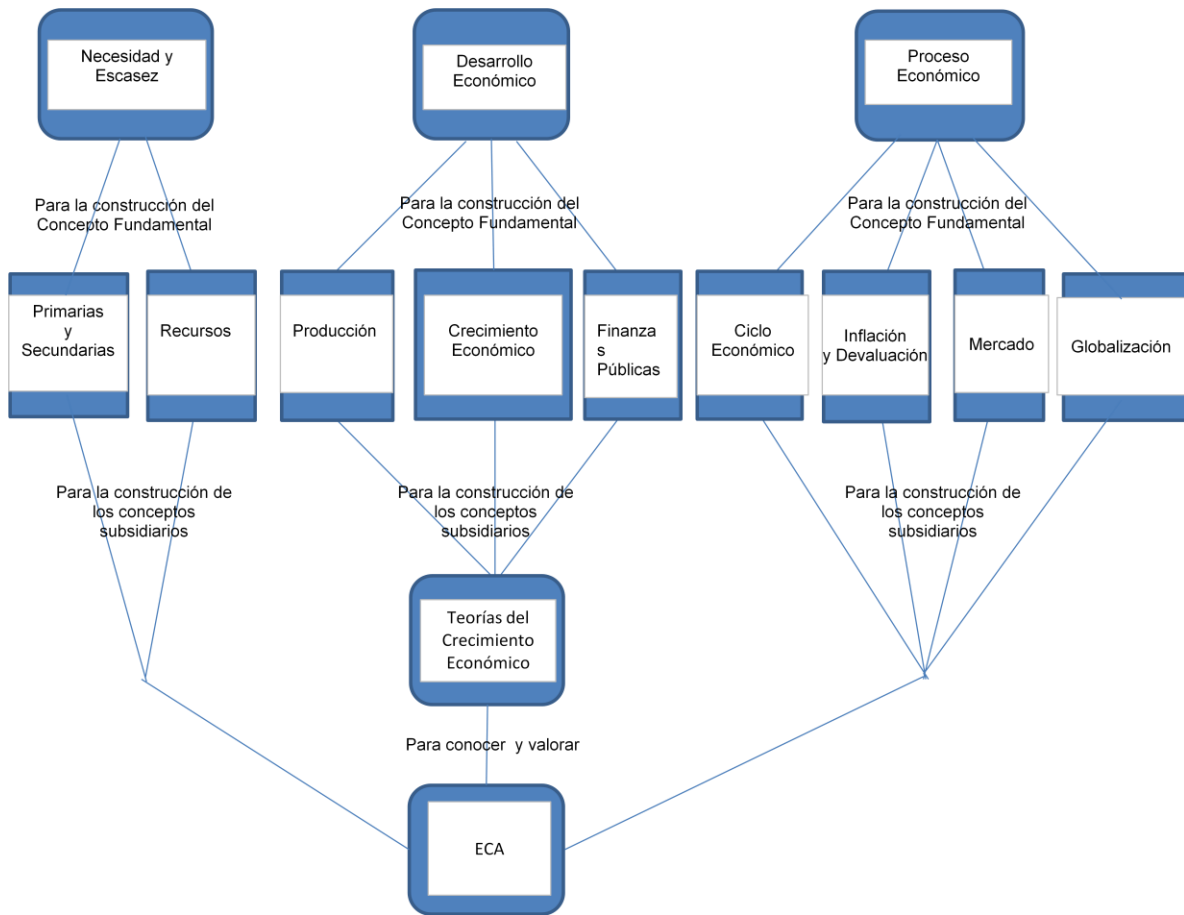 Necesidad y
Escasez
Desarrollo
Económico
Proceso
Económico
Para la construcción del
Concepto Fundamental
Para la construcción del
Concepto Fundamental
Para la construcción del
Concepto Fundamental
Primarias
y
Secundarias
Recursos
Producción
Crecimiento
Económico
Finanza
s
Públicas
Ciclo
Económico
Inflación
y Devaluación
Mercado
Globalización
Para la construcción de
los conceptos
subsidiarios
Para la construcción de
los conceptos
subsidiarios
Para la construcción de
los conceptos
subsidiarios
Teorías del
Crecimiento
Económico
Para conocer y valorar
ECA